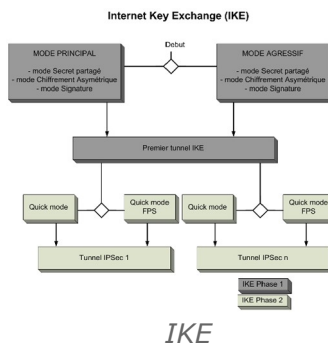 Internet Key Exchange (IKE)
Debut
MODE PRINCIPAL
- mode Secret partagé
- mode Chiffrement Asymétrique
- mode Signature
MODE AGRESSIF
- mode Secret partagé
- mode Chiffrement Asymétrique
- mode Signature
Premier tunnel IKE
Quick mode
Quick mode
FPS
Quick mode
Quick mode
FPS
Tunnel IPSec 1
Tunnel IPSec n
IKE Phase 1
IKE Phase 2
IKE